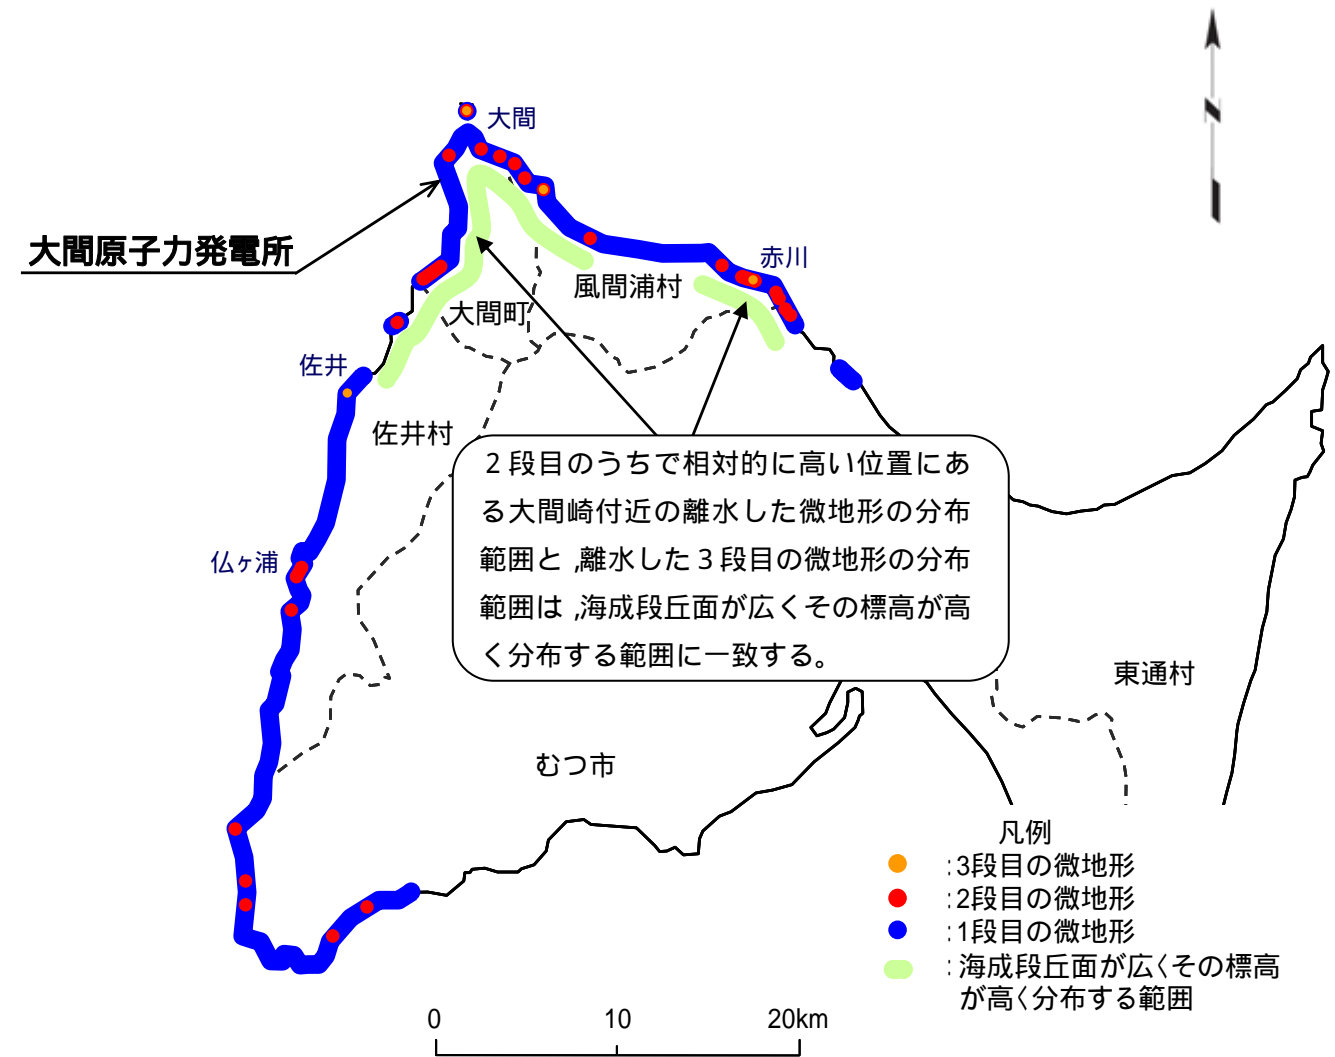 N
大間
大間原子力発電所
赤川
風間浦村
大間町
佐井
佐井村
2段目のうちで相対的に高い位置にあ
る大間崎付近の離水した微地形の分布
範囲と,離水した3段目の微地形の分布
範囲は,海成段丘面が広くその標高が高
く分布する範囲に一致する。
仏ヶ浦
東通村
むつ市
凡例
:3段目の微地形
:2段目の微地形
:1段目の微地形
:海成段丘面が広くその標高
が高く分布する範囲
0 10 20km